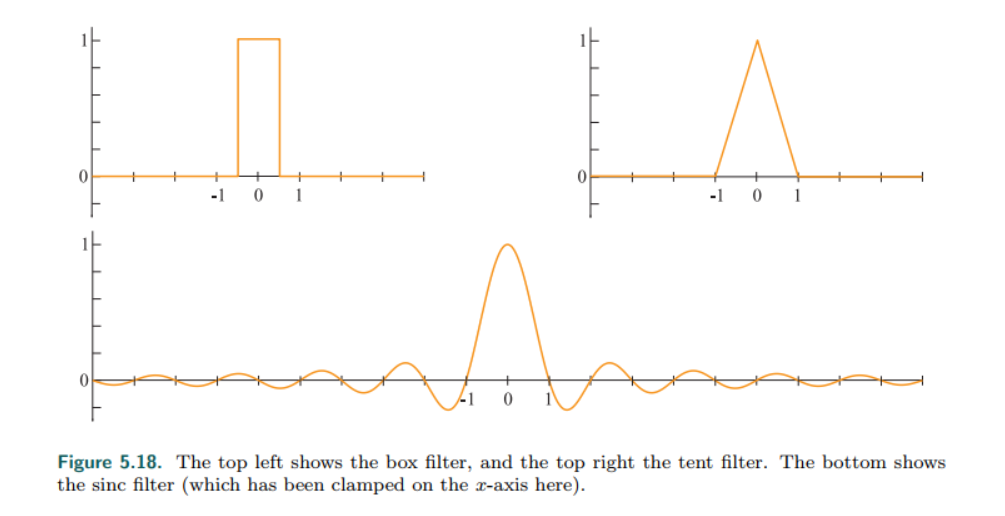 1
0
-1 0 1
1
0
-1 0 1
1
0
-1 0 1
Figure 5.18. The top left shows the box filter, and the top right the tent filter. The bottom shows
the sinc filter (which has been clamped on the x-axis here).